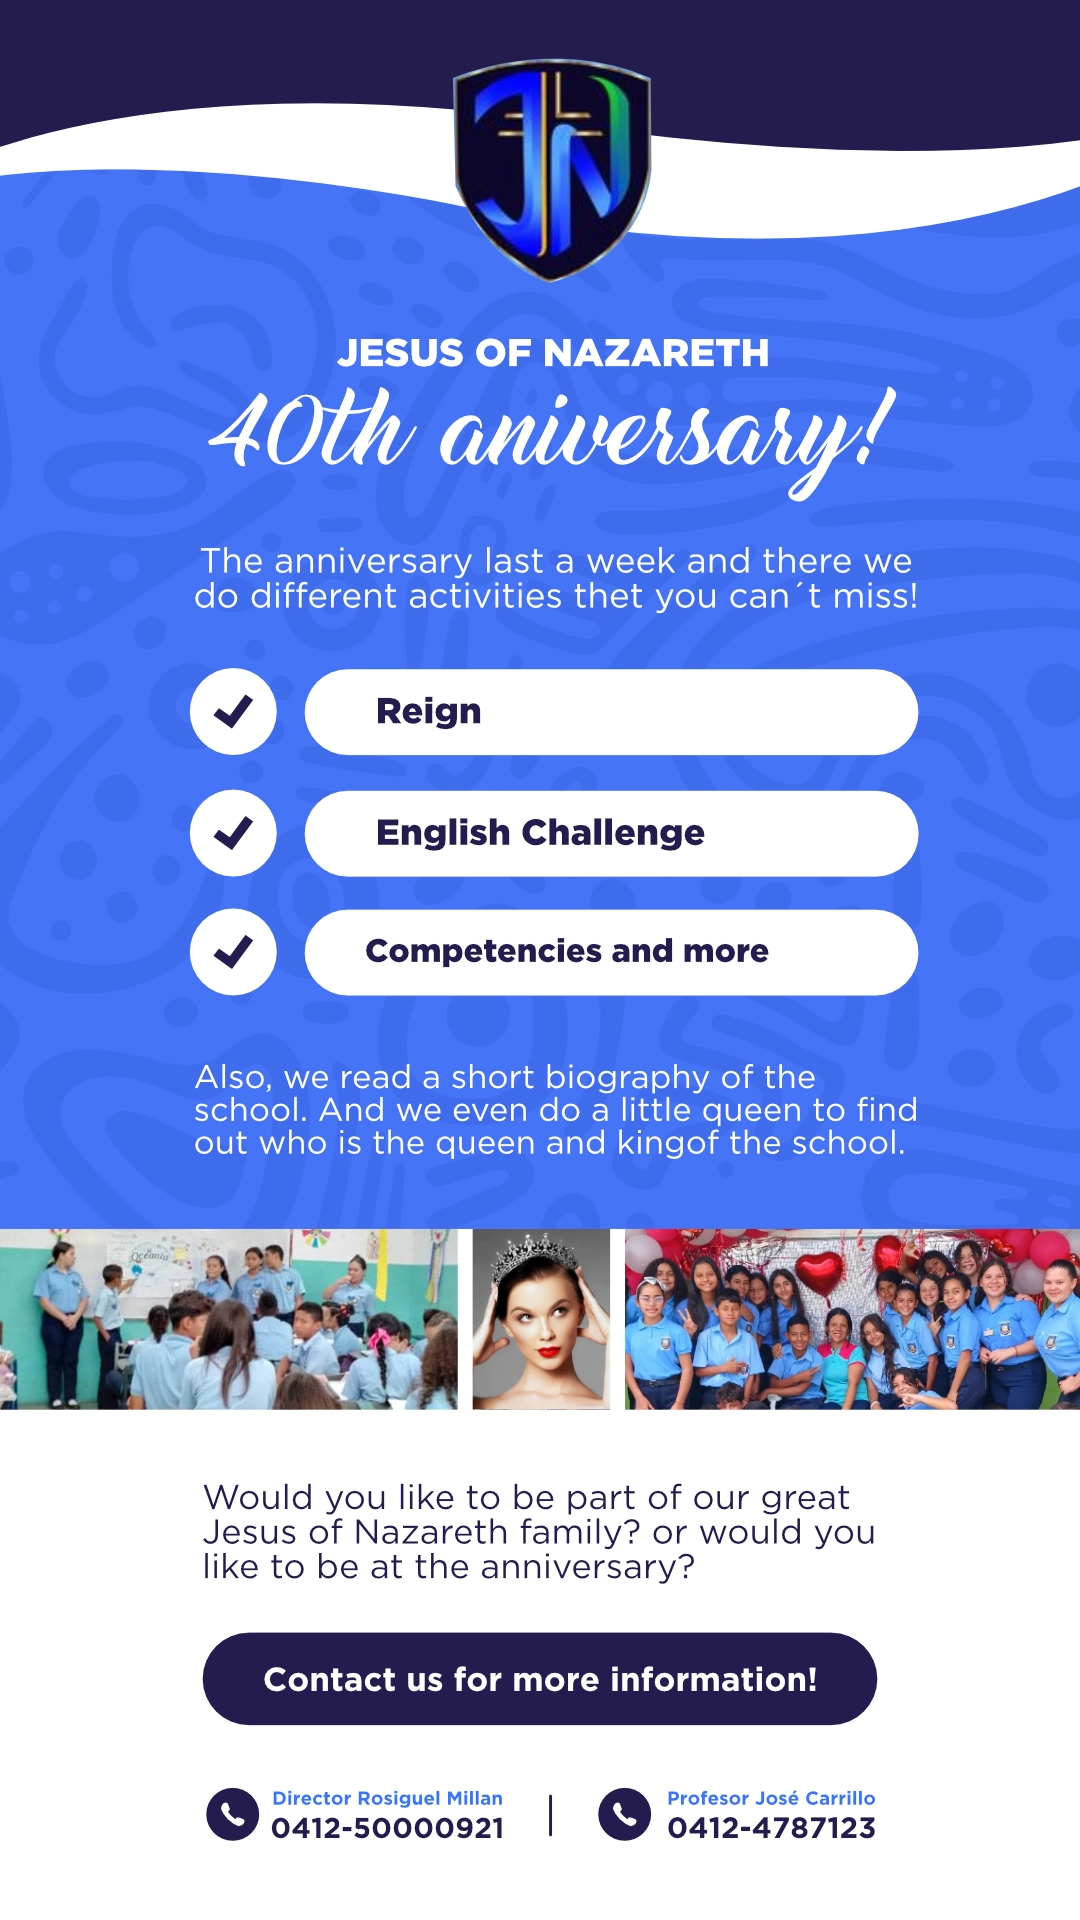 JN
JESUS OF NAZARETH
40th aniversary!
The anniversary last a week and there we
do different activities thet you can´t miss!
Reign
English Challenge
Competencies and more
Also, we read a short biography of the
school. And we even do a little queen to find
out who is the queen and kingof the school.
Oceanía
Would you like to be part of our great
Jesus of Nazareth family? or would you
like to be at the anniversary?
Contact us for more information!
Director Rosiguel Millan
0412-50000921
Profesor José Carrillo
0412-4787123